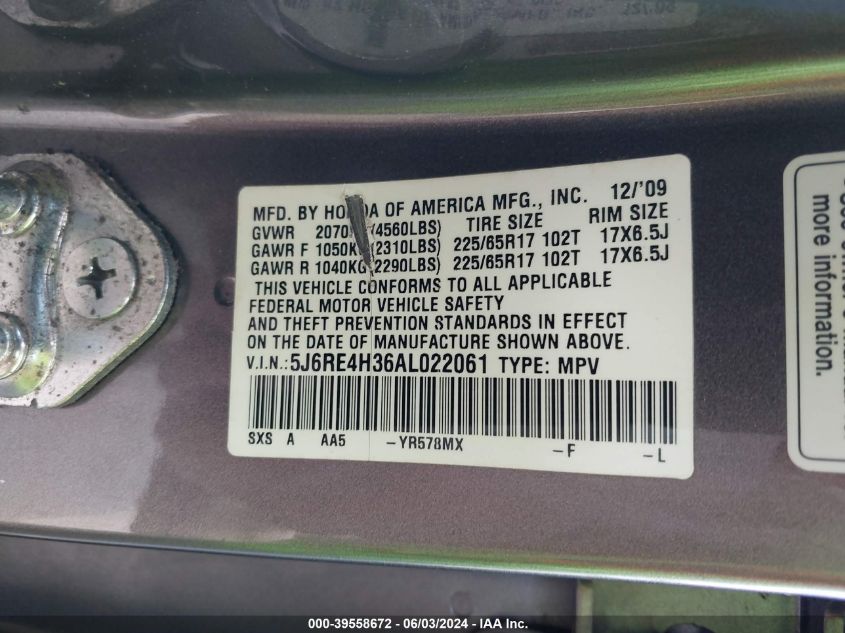 MFD. BY HONDA OF AMERICA MFG., INC. 12/'09
GVWR 2070 (4560LBS) TIRE SIZE RIM SIZE
GAWR F 1050KG (2310LBS) 225/65R17 102T 17X6.5J
GAWR R 1040KG (2290LBS) 225/65R17 102T 17X6.5J
THIS VEHICLE CONFORMS TO ALL APPLICABLE
FEDERAL MOTOR VEHICLE SAFETY
AND THEFT PREVENTION STANDARDS IN EFFECT
ON THE DATE OF MANUFACTURE SHOWN ABOVE.
V.I.N.: 5J6RE4H36AL022061 TYPE: MPV
SXS A AA5 -YR578MX -F -L
more information.
000-39558672 - 06/03/2024 - IAA Inc.